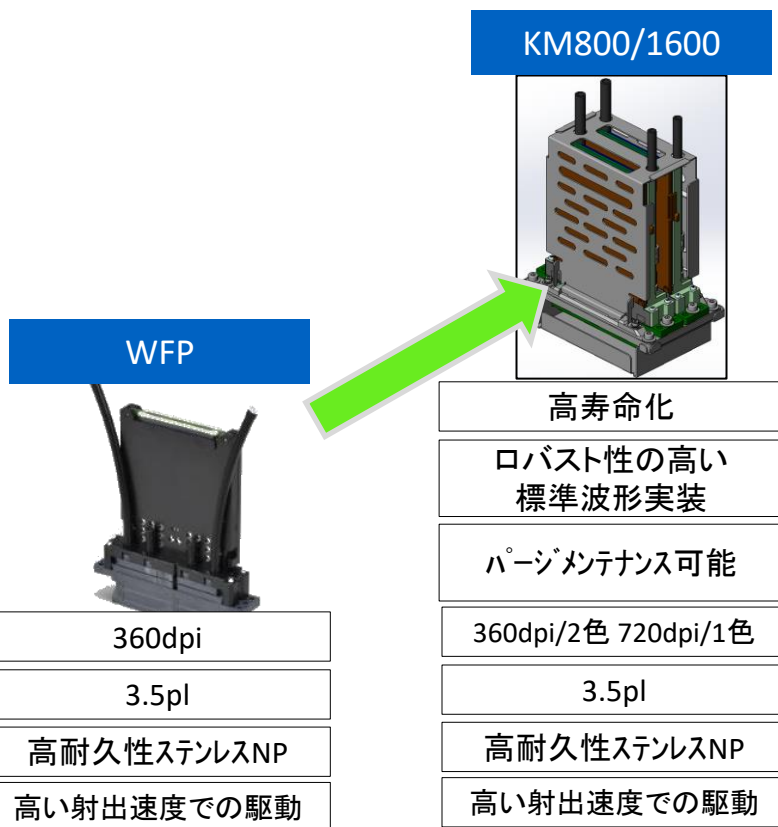 KM800/1600
WFP
高寿命化
ロバスト性の高い
標準波形実装
ﾊﾟｰｼﾞﾒﾝﾃﾅﾝｽ可能
360dpi
360dpi/2色 720dpi/1色
3.5pl
3.5pl
高耐久性ｽﾃﾝﾚｽNP
高耐久性ｽﾃﾝﾚｽNP
高い射出速度での駆動
高い射出速度での駆動